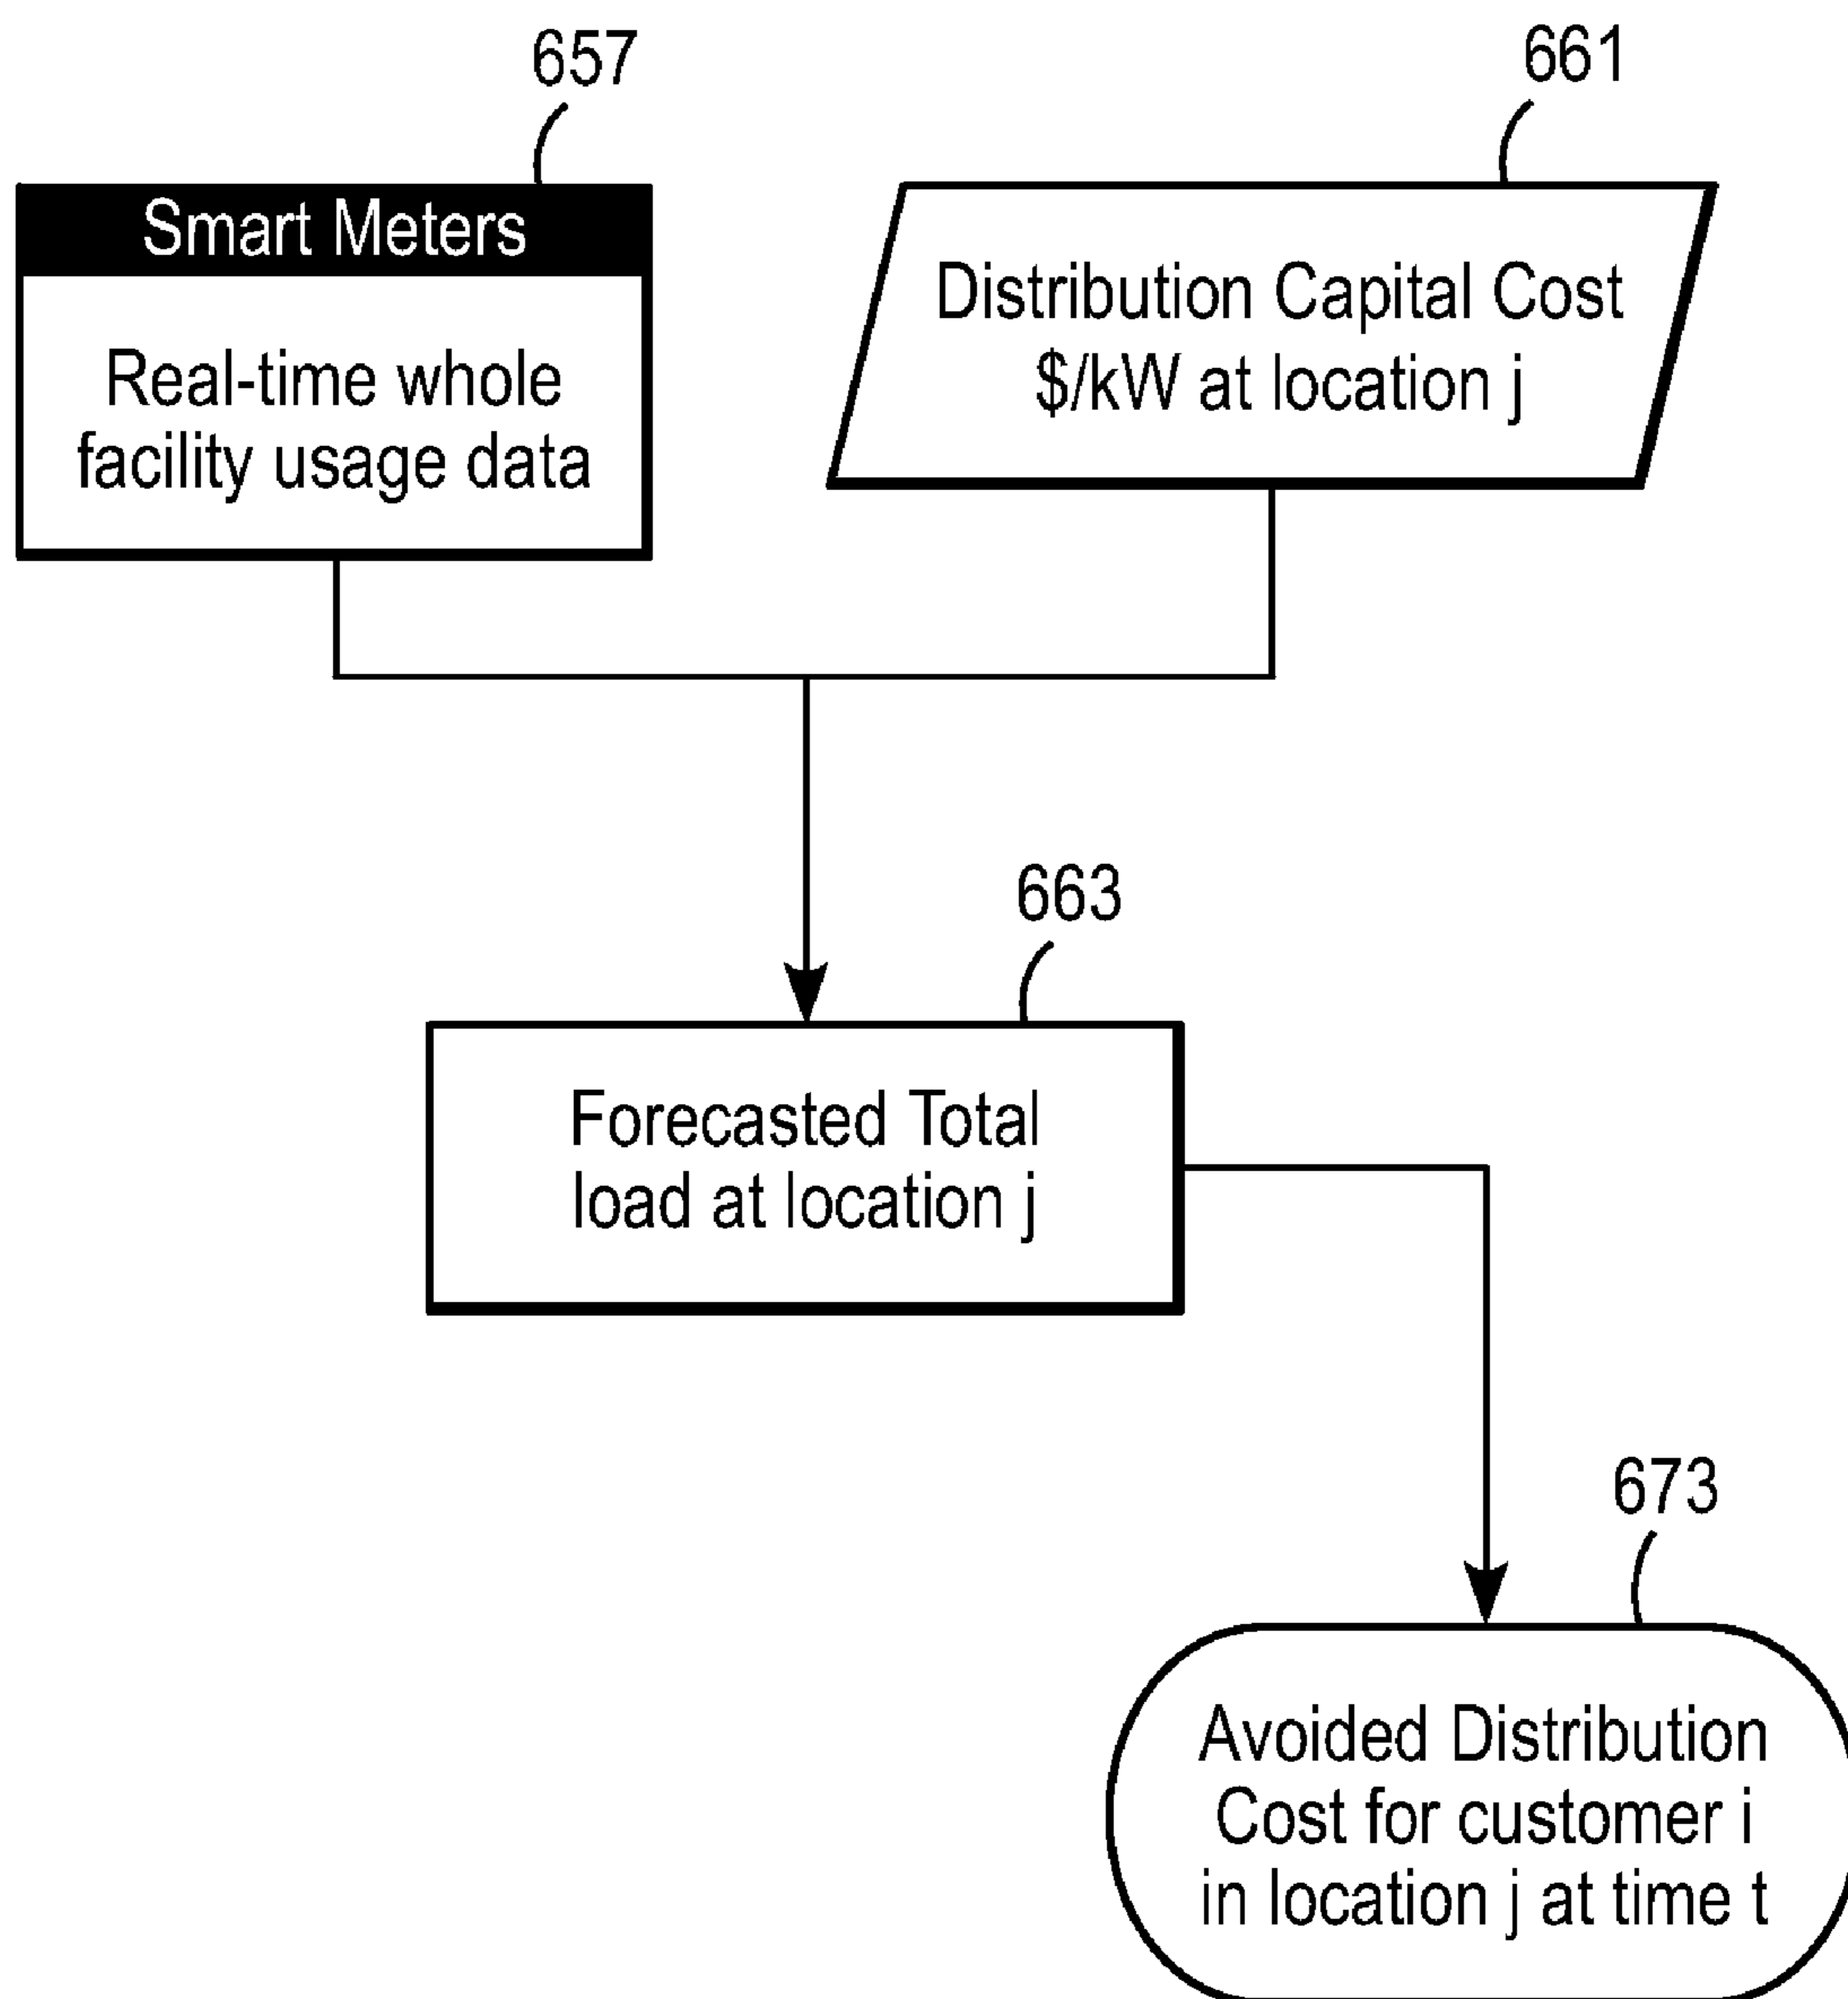 657
Smart Meters
Real-time whole
facility usage data
661
Distribution Capital Cost
$/kW at location j
663
Forecasted Total
load at location j
673
Avoided Distribution
Cost for customer i
in location j at time t